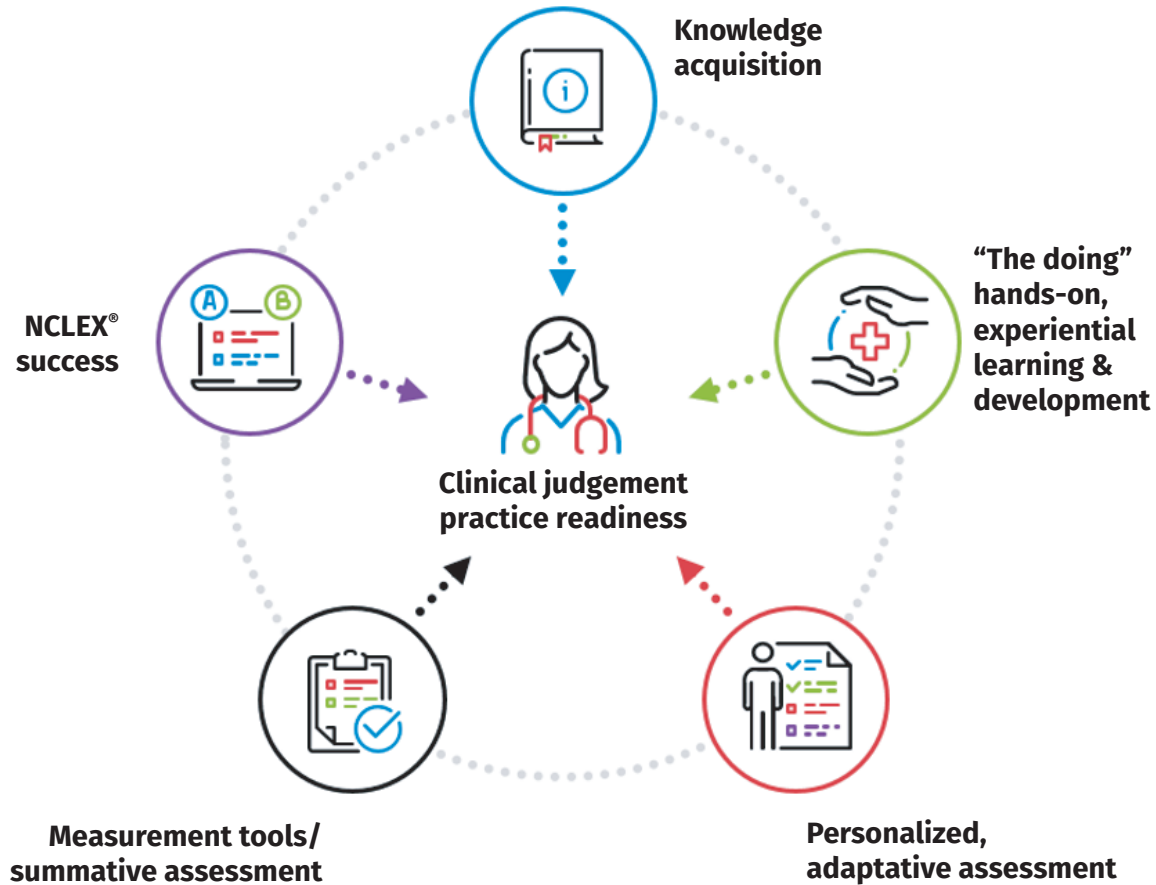 Knowledge
acquisition
i
"The doing"
hands-on,
experiential
learning &
development
NCLEX®
success
A B
Clinical judgement
practice readiness
Measurement tools/
summative assessment
Personalized,
adaptative assessment